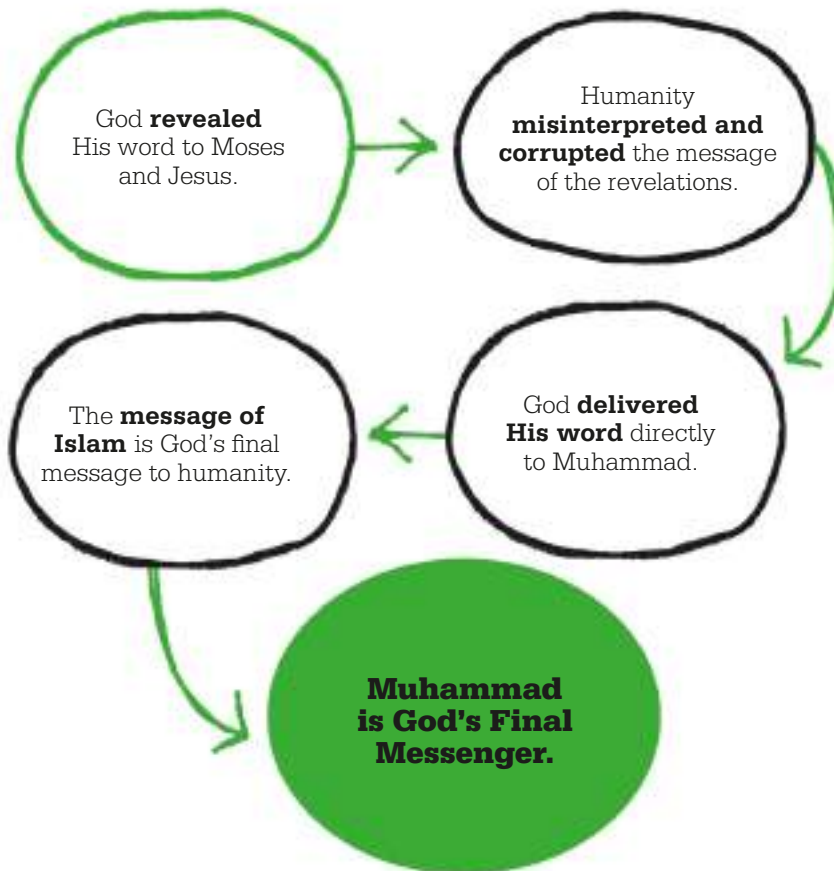 God revealed
His word to Moses
and Jesus.
Humanity
misinterpreted and
corrupted the message
of the revelations.
God delivered
His word directly
to Muhammad.
The message of
Islam is God’s final
message to humanity.
Muhammad
is God’s Final
Messenger.